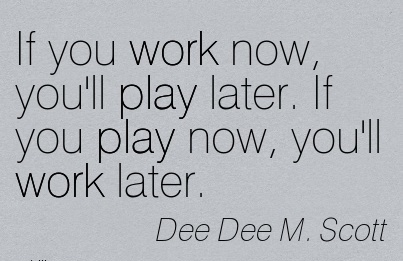 If you work now,
you'll play later. If
you play now, you'll
work later.
Dee Dee M. Scott